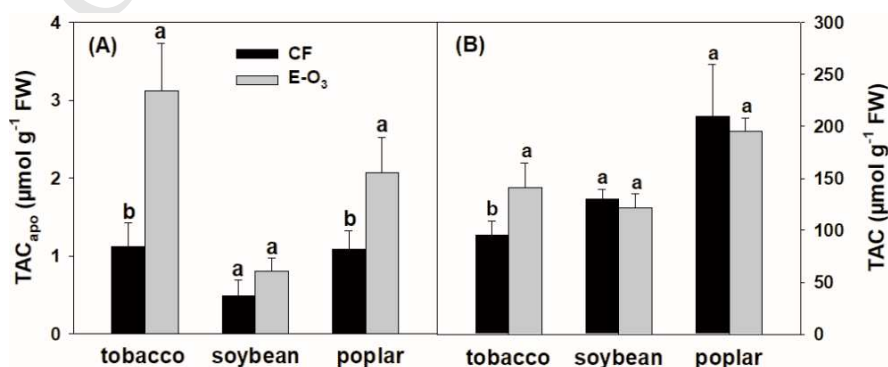 (A)
CF
E-O₃
a
b
a
a
a
b
4
3
2
1
0
TACapo (µmol g⁻¹ FW)
tobacco soybean poplar
(B)
a
a
a
b
a
a
300
250
200
150
100
50
0
TAC (µmol g⁻¹ FW)
tobacco soybean poplar